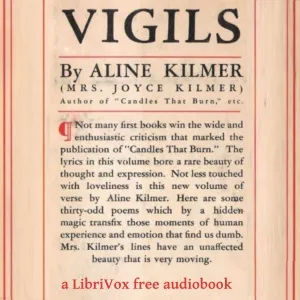 VIGILS
By ALINE KILMER
(MRS. JOYCE KILMER)
Author of "Candles That Burn," etc.
¶Not many first books win the wide and
enthusiastic criticism that marked the
publication of "Candles That Burn." The
lyrics in this volume bore a rare beauty of
thought and expression. Not less touched
with loveliness is this new volume of
verse by Aline Kilmer. Here are some
thirty-odd poems which by a hidden
magic transfix those moments of human
experience and emotion that find us dumb.
Mrs. Kilmer's lines have an unaffected
beauty that is very moving.
a LibriVox free audiobook